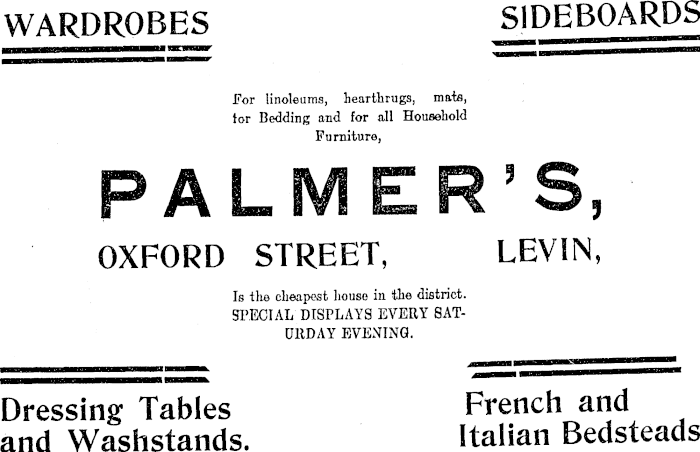 WARDROBES
SIDEBOARDS
For linoleums, hearthrugs, mats,
tor Bedding and for all Household
Furniture,
PALMER'S,
OXFORD STREET, LEVIN,
Is the cheapest house in the district.
SPECIAL DISPLAYS EVERY SAT-
URDAY EVENING.
Dressing Tables
and Washstands.
French and
Italian Bedsteads